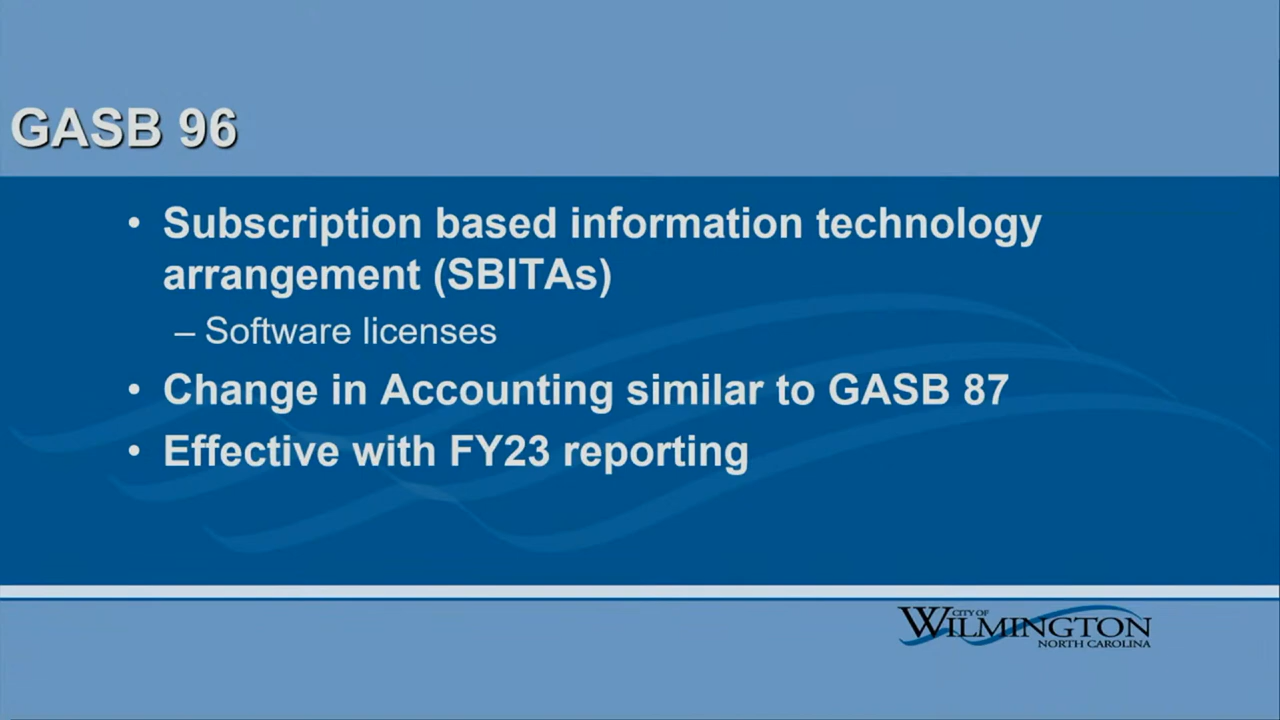 GASB 96
• Subscription based information technology
arrangement (SBITAs)
– Software licenses
• Change in Accounting similar to GASB 87
• Effective with FY23 reporting
CITY OF
WILMINGTON
NORTH CAROLINA